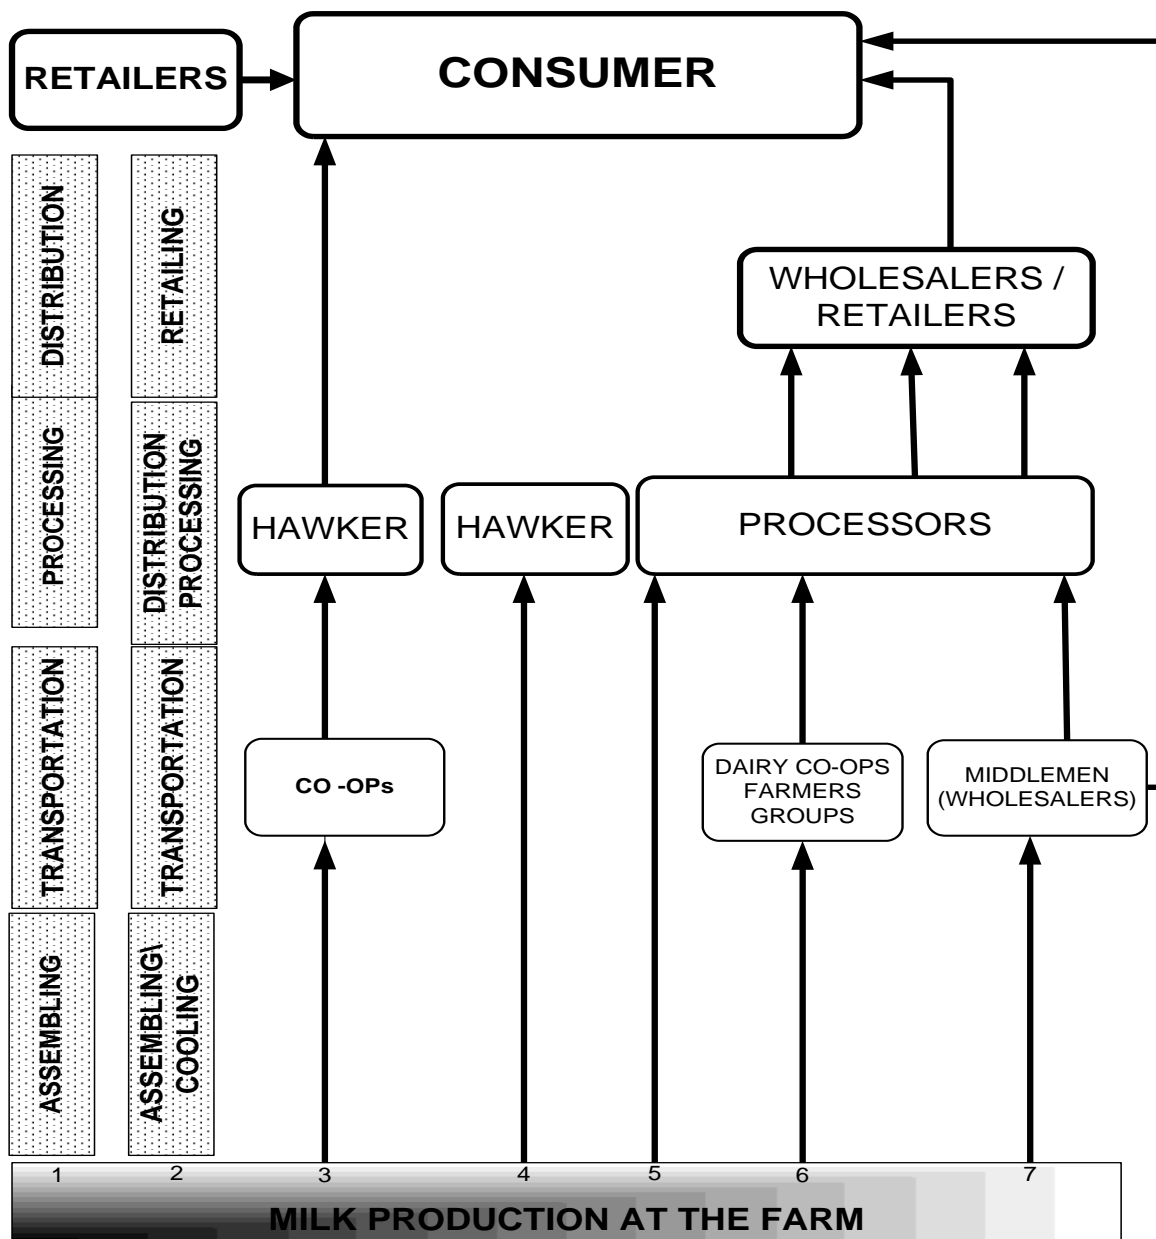 RETAILERS
CONSUMER
DISTRIBUTION
RETAILING
WHOLESALERS /
RETAILERS
PROCESSING
DISTRIBUTION
PROCESSING
HAWKER
HAWKER
PROCESSORS
TRANSPORTATION
TRANSPORTATION
CO -OPs
DAIRY CO-OPS
FARMERS
GROUPS
MIDDLEMEN
(WHOLESALERS)
ASSEMBLING
ASSEMBLING\
COOLING
1 2 3 4 5 6 7
MILK PRODUCTION AT THE FARM